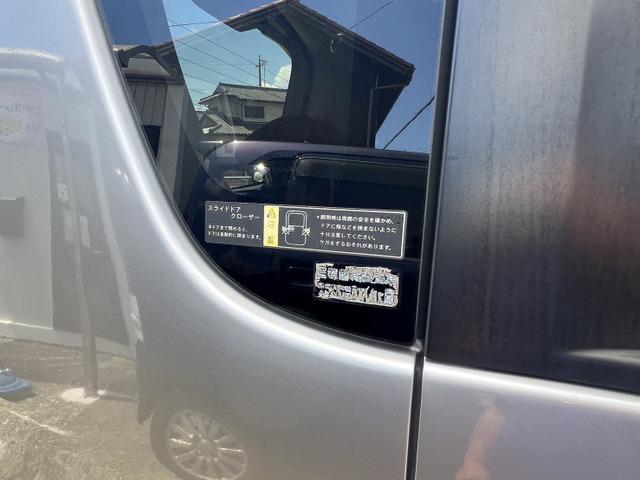 スライドドア
クローザー
半ドアまで閉めると、
ドアは自動的に閉まります。
注意
•開閉時は周囲の安全を確かめ、
ドアに指などを挟まないように
十分注意してください。
ケガをするおそれがあります。